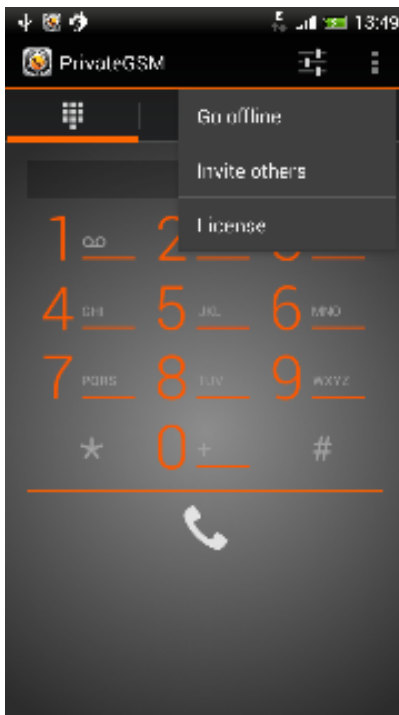 13:49
PrivateGSM
Go offline
Invite others
License
1 2
4 GHI 5 JKL 6 MNO
7 PQRS 8 TUV 9 WXYZ
* 0 + #